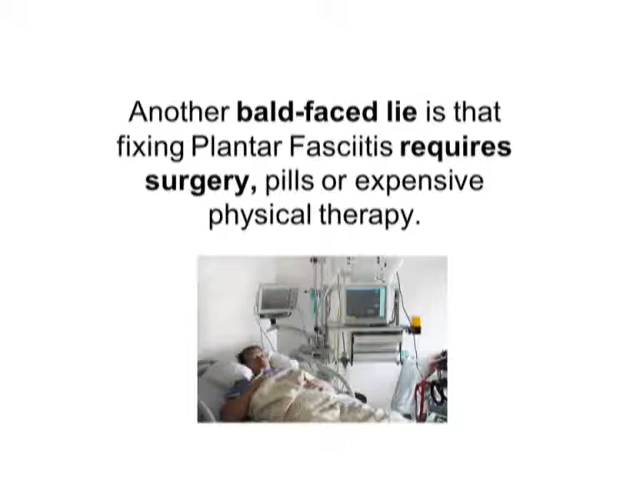 Another bald-faced lie is that
fixing Plantar Fasciitis requires
surgery, pills or expensive
physical therapy.